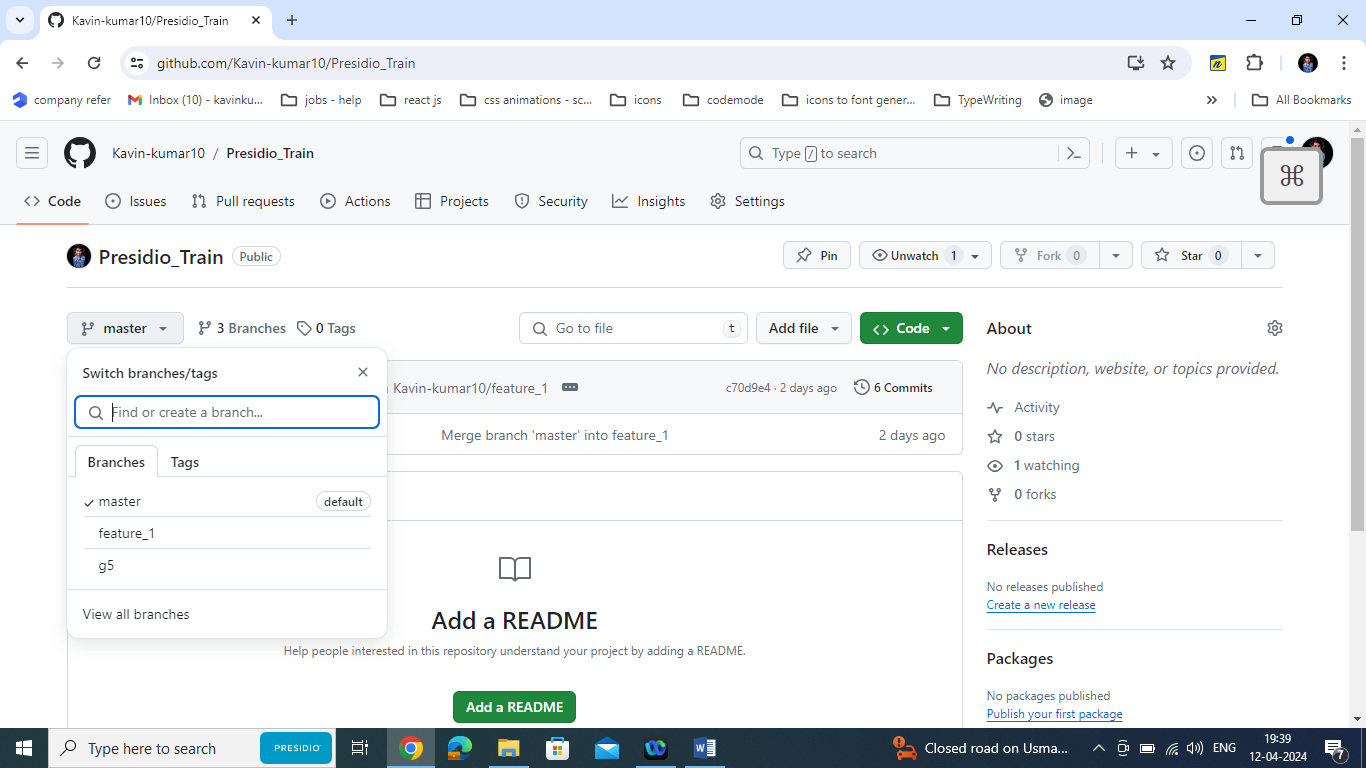 Kavin-kumar10/Presidio_Train
github.com/Kavin-kumar10/Presidio_Train
company refer
Inbox (10) - kavinku...
jobs - help
react js
css animations - sc...
icons
codemode
icons to font gener...
TypeWriting
image
All Bookmarks
Kavin-kumar10 / Presidio_Train
Type / to search
Code
Issues
Pull requests
Actions
Projects
Security
Insights
Settings
Presidio_Train Public
Pin
Unwatch 1
Fork 0
Star 0
master
3 Branches
0 Tags
Go to file t
Add file
Code
Switch branches/tags
Find or create a branch...
Branches
Tags
master default
feature_1
g5
View all branches
Kavin-kumar10/feature_1
c70d9e4 · 2 days ago
6 Commits
Merge branch 'master' into feature_1
2 days ago
Add a README
Help people interested in this repository understand your project by adding a README.
Add a README
About
No description, website, or topics provided.
Activity
0 stars
1 watching
0 forks
Releases
No releases published
Create a new release
Packages
No packages published
Publish your first package
Type here to search
PRESIDIO
Closed road on Usma...
ENG
19:39
12-04-2024
7